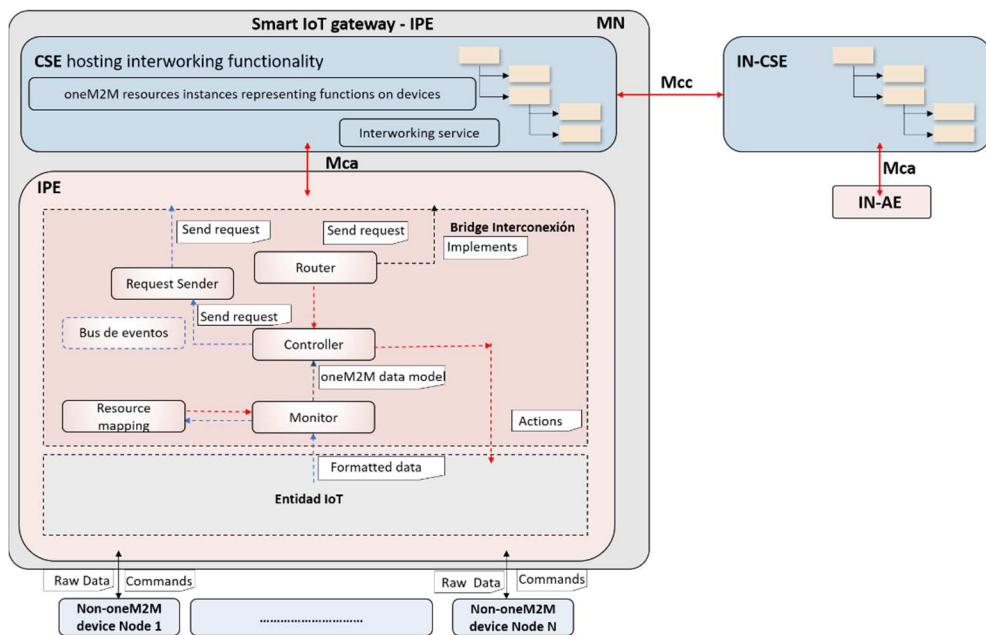 Smart IoT gateway - IPE
MN
CSE hosting interworking functionality
oneM2M resources instances representing functions on devices
Interworking service
Mcc
IN-CSE
Mca
IN-AE
Mca
IPE
Bridge Interconexión
Send request
Send request
Implements
Router
Request Sender
Send request
Bus de eventos
Controller
oneM2M data model
Resource
mapping
Monitor
Actions
Formatted data
Entidad IoT
Raw Data
Commands
Raw Data
Commands
Non-oneM2M
device Node 1
................................
Non-oneM2M
device Node N